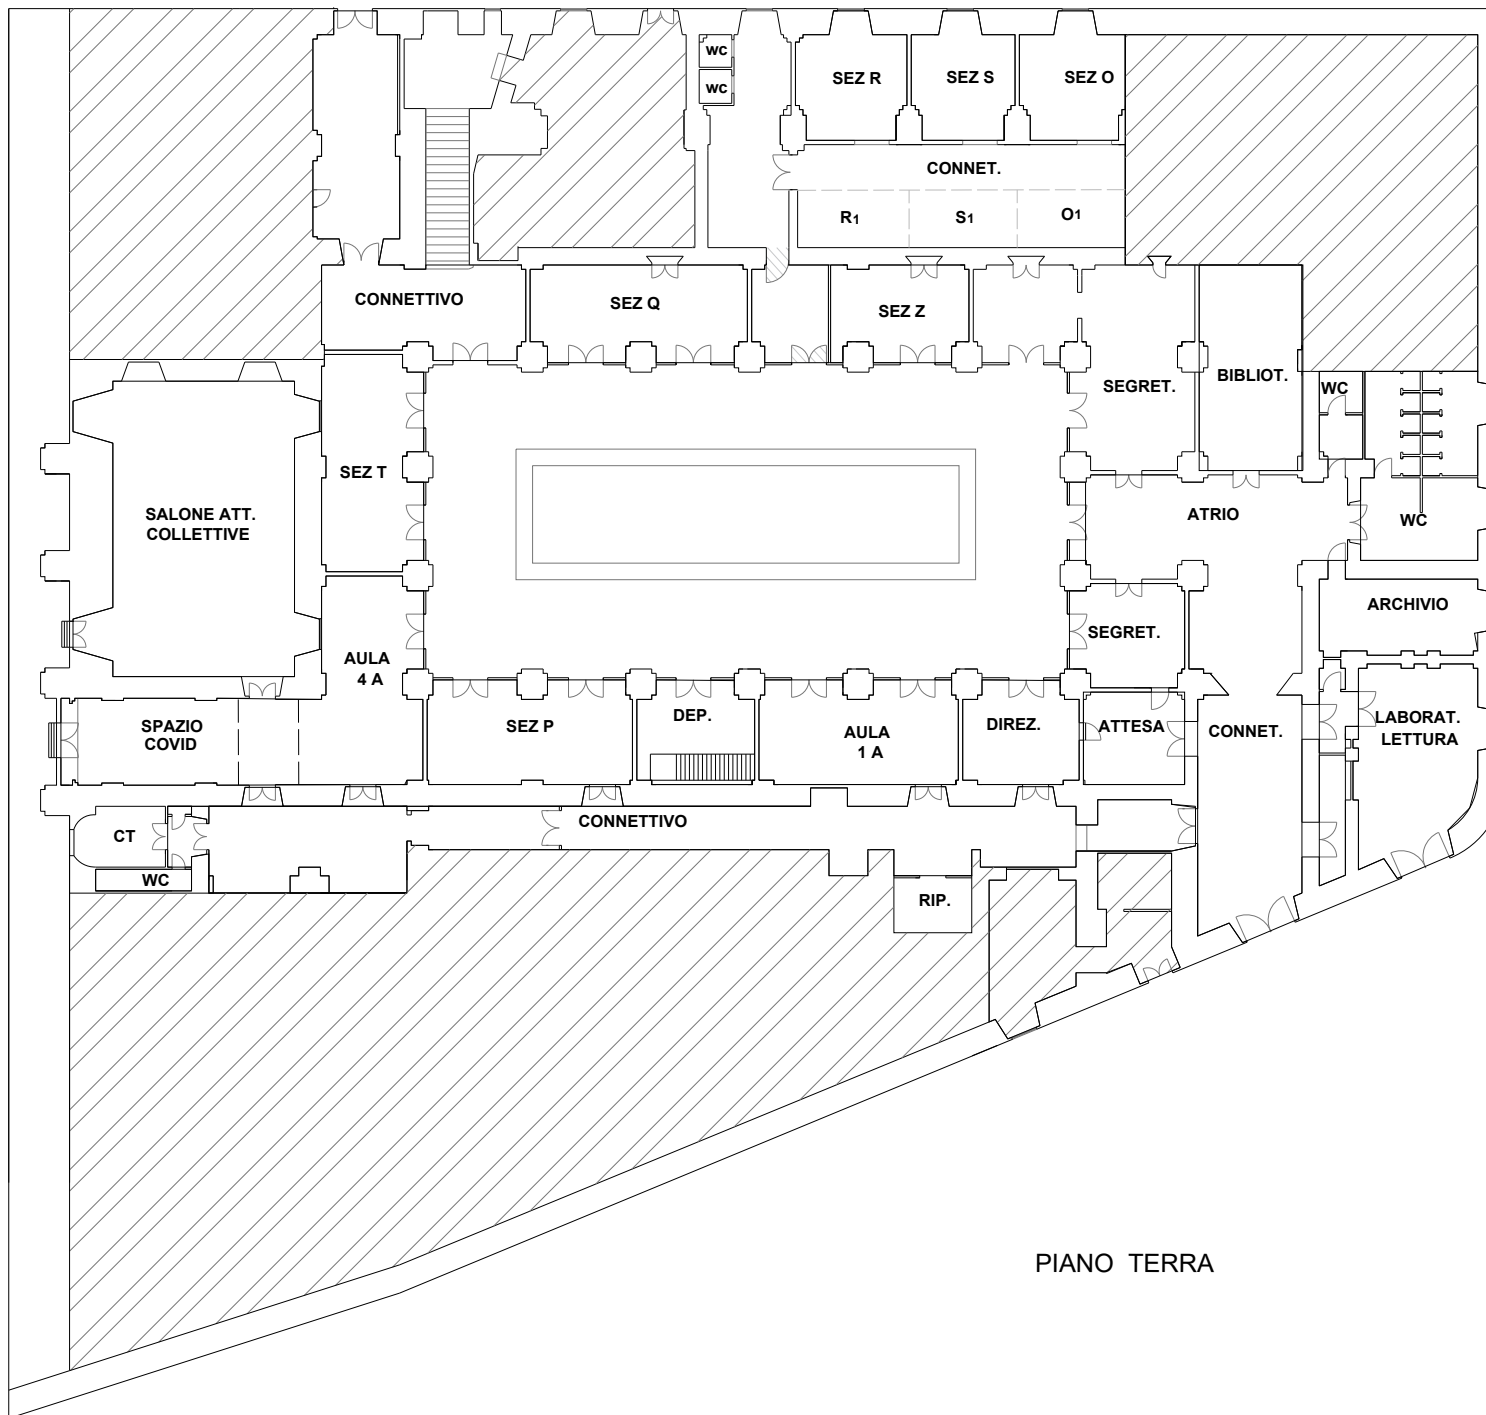 WC
WC
SEZ R
SEZ S
SEZ O
CONNET.
R1
S1
O1
CONNETTIVO
SEZ Q
SEZ Z
SEGRET.
BIBLIOT.
WC
SEZ T
SALONE ATT.
COLLETTIVE
ATRIO
WC
ARCHIVIO
SEGRET.
AULA
4 A
SPAZIO
COVID
SEZ P
DEP.
AULA
1 A
DIREZ.
ATTESA
CONNET.
LABORAT.
LETTURA
CT
CONNETTIVO
WC
RIP.
PIANO TERRA